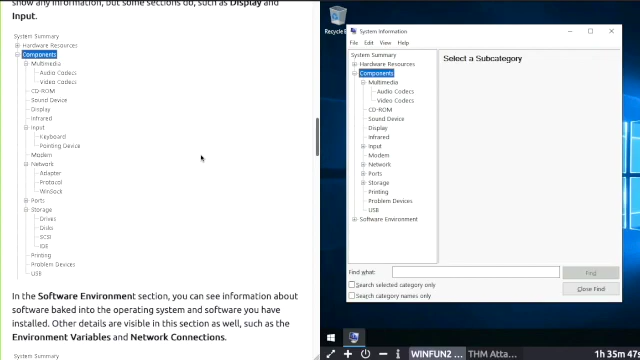 show any information, but some sections do, such as Display and
Input.
System Summary
Hardware Resources
Components
Multimedia
Audio Codecs
Video Codecs
CD-ROM
Sound Device
Display
Infrared
Input
Keyboard
Pointing Device
Modem
Network
Adapter
Protocol
WinSock
Ports
Storage
Drives
Disks
SCSI
IDE
Printing
Problem Devices
USB
In the Software Environment section, you can see information about
software baked into the operating system and software you have
installed. Other details are visible in this section as well, such as the
Environment Variables and Network Connections.
System Summary
Recycle B
System Information
File Edit View Help
System Summary
Hardware Resources
Components
Multimedia
Audio Codecs
Video Codecs
CD-ROM
Sound Device
Display
Infrared
Input
Modem
Network
Ports
Storage
Printing
Problem Devices
USB
Software Environment
Select a Subcategory
Find what:
Find
Search selected category only
Close Find
Search category names only
WINFUN2 ... THM Atta... 1h 35m 47